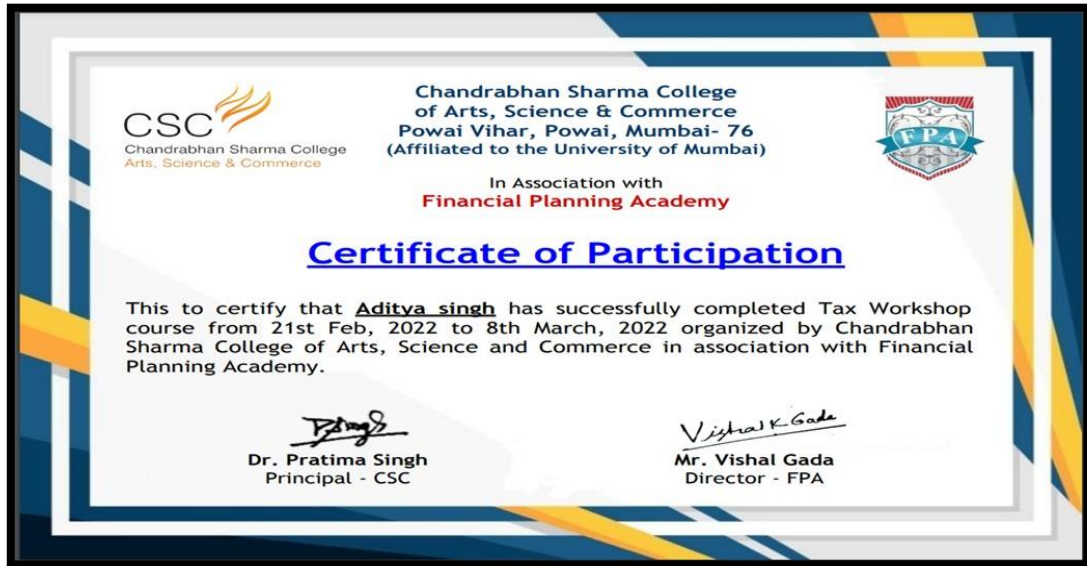 CSC
Chandrabhan Sharma College
Arts, Science & Commerce
Chandrabhan Sharma College
of Arts, Science & Commerce
Powai Vihar, Powai, Mumbai- 76
(Affiliated to the University of Mumbai)
In Association with
Financial Planning Academy
FPA
Certificate of Participation
This to certify that Aditya singh has successfully completed Tax Workshop
course from 21st Feb, 2022 to 8th March, 2022 organized by Chandrabhan
Sharma College of Arts, Science and Commerce in association with Financial
Planning Academy.
Vishal K Gada
Dr. Pratima Singh
Principal - CSC
Mr. Vishal Gada
Director - FPA